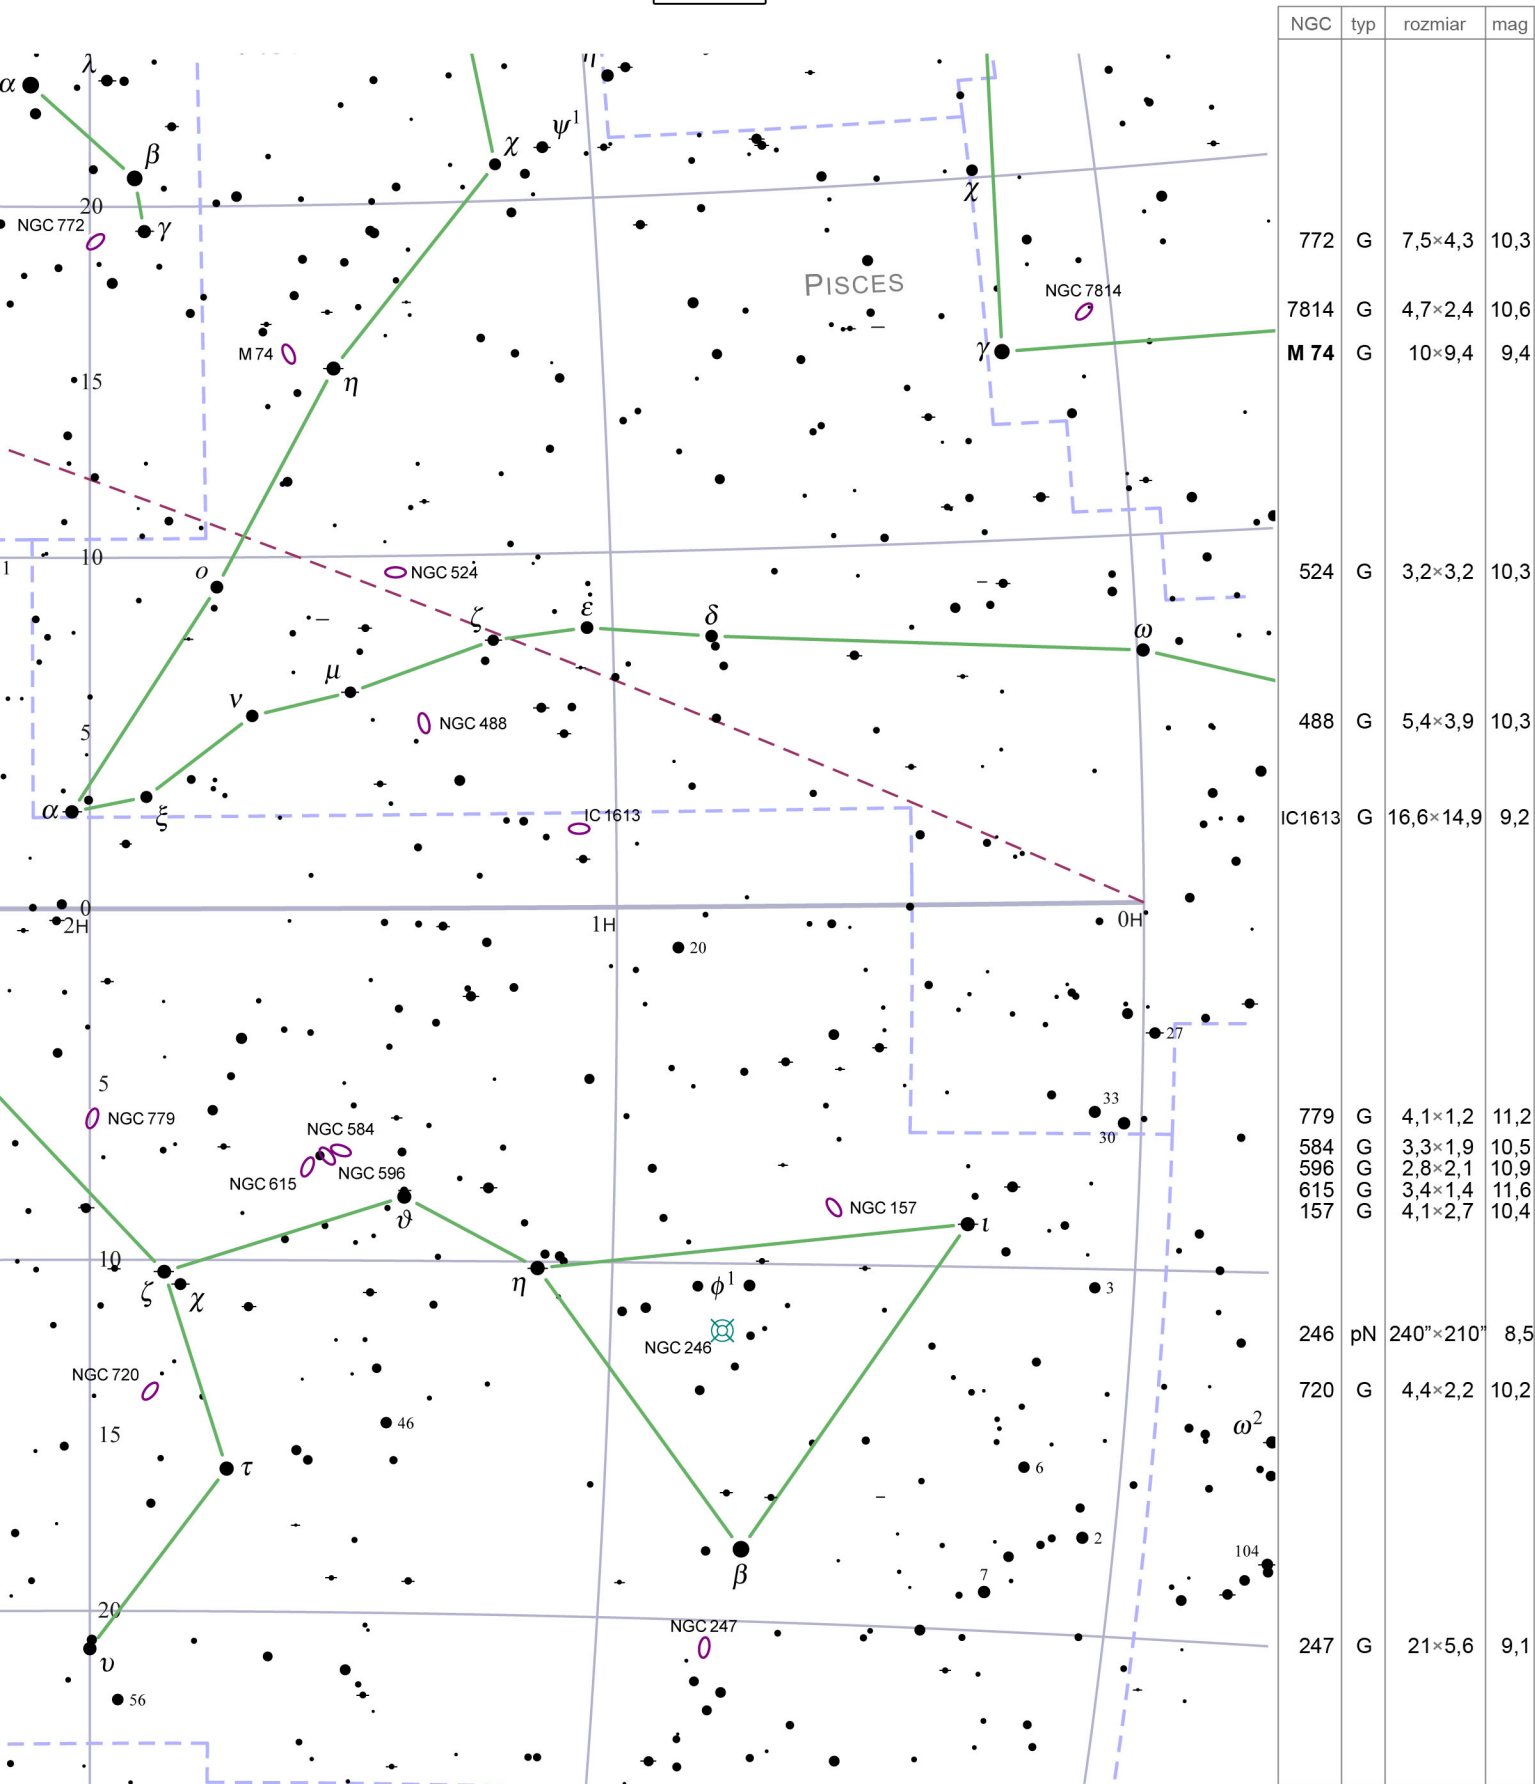 NGC typ rozmiar mag
η
λ
α
ψ¹
χ
β
χ
20
γ
NGC 772
772 G 7,5×4,3 10,3
PISCES
NGC 7814
7814 G 4,7×2,4 10,6
M 74
γ
M 74 G 10×9,4 9,4
15
η
10
1
ο
NGC 524
524 G 3,2×3,2 10,3
ζ
ε
δ
ω
μ
ν
NGC 488
488 G 5,4×3,9 10,3
5
α
ξ
IC 1613
IC1613 G 16,6×14,9 9,2
0
2H
1H
0H
20
27
5
33
NGC 779
779 G 4,1×1,2 11,2
NGC 584
30
584 G 3,3×1,9 10,5
NGC 596
596 G 2,8×2,1 10,9
NGC 615
615 G 3,4×1,4 11,6
NGC 157
157 G 4,1×2,7 10,4
ϑ
ι
10
ζ
χ
η
ϕ¹
3
NGC 246
246 pN 240”×210” 8,5
NGC 720
720 G 4,4×2,2 10,2
46
15
ω²
τ
6
2
104
β
7
20
NGC 247
247 G 21×5,6 9,1
υ
56